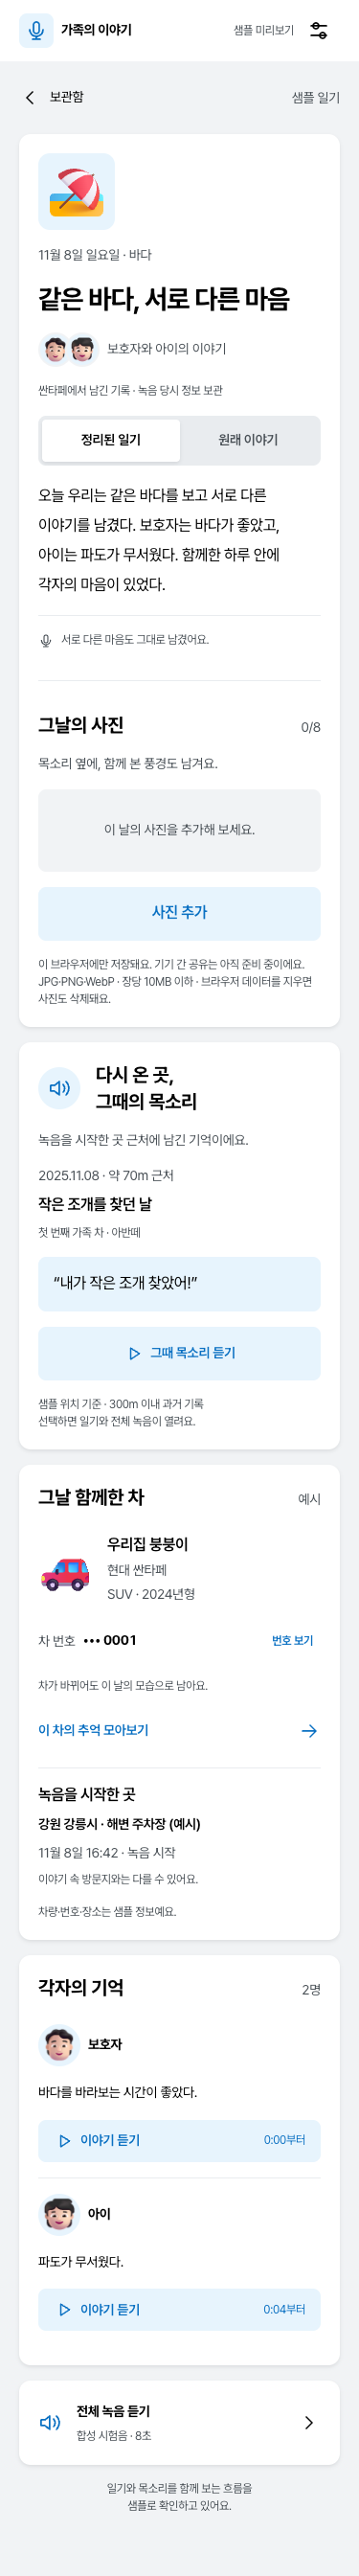 가족의 이야기
샘플 미리보기
보관함
샘플 일기
11월 8일 일요일 · 바다
같은 바다, 서로 다른 마음
보호자와 아이의 이야기
싼타페에서 남긴 기록 · 녹음 당시 정보 보관
정리된 일기
원래 이야기
오늘 우리는 같은 바다를 보고 서로 다른
이야기를 남겼다. 보호자는 바다가 좋았고,
아이는 파도가 무서웠다. 함께한 하루 안에
각자의 마음이 있었다.
서로 다른 마음도 그대로 남겼어요.
그날의 사진
0/8
목소리 옆에, 함께 본 풍경도 남겨요.
이 날의 사진을 추가해 보세요.
사진 추가
이 브라우저에만 저장돼요. 기기 간 공유는 아직 준비 중이에요.
JPG·PNG·WebP · 장당 10MB 이하 · 브라우저 데이터를 지우면
사진도 삭제돼요.
다시 온 곳,
그때의 목소리
녹음을 시작한 곳 근처에 남긴 기억이에요.
2025.11.08 · 약 70m 근처
작은 조개를 찾던 날
첫 번째 가족 차 · 아반떼
“내가 작은 조개 찾았어!”
그때 목소리 듣기
샘플 위치 기준 · 300m 이내 과거 기록
선택하면 일기와 전체 녹음이 열려요.
그날 함께한 차
예시
우리집 붕붕이
현대 싼타페
SUV · 2024년형
차 번호 ••• 0001
번호 보기
차가 바뀌어도 이 날의 모습으로 남아요.
이 차의 추억 모아보기
녹음을 시작한 곳
강원 강릉시 · 해변 주차장 (예시)
11월 8일 16:42 · 녹음 시작
이야기 속 방문지와는 다를 수 있어요.
차량·번호·장소는 샘플 정보예요.
각자의 기억
2명
보호자
바다를 바라보는 시간이 좋았다.
이야기 듣기
0:00부터
아이
파도가 무서웠다.
이야기 듣기
0:04부터
전체 녹음 듣기
합성 시험음 · 8초
일기와 목소리를 함께 보는 흐름을
샘플로 확인하고 있어요.